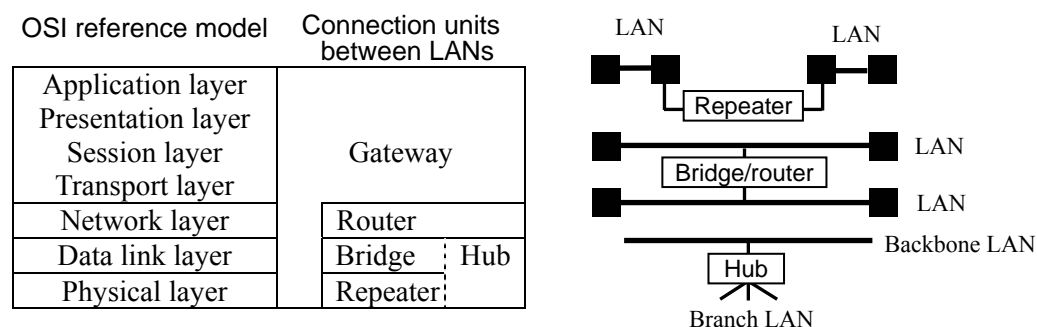 OSI reference model
Connection units
between LANs
Application layer
Presentation layer
Session layer
Transport layer
Gateway
Network layer
Router
Data link layer
Bridge
Hub
Physical layer
Repeater
LAN
LAN
Repeater
LAN
Bridge/router
LAN
Backbone LAN
Hub
Branch LAN